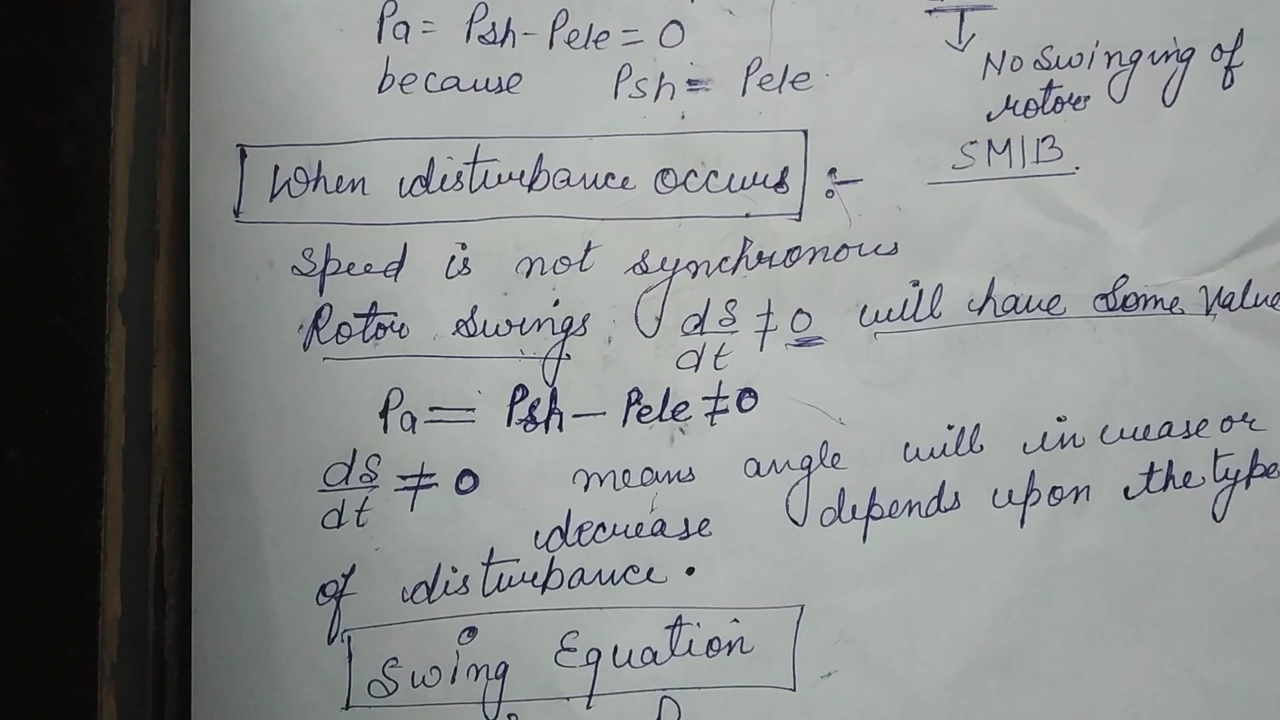 Pa = Psh - Pele = 0
because Psh = Pele
No swinging of
rotor
SMIB.
When disturbance occurs :-
Speed is not synchronous
Rotor swings dδ/dt ≠ 0 will have some value
Pa = Psh - Pele ≠ 0
dδ/dt ≠ 0 means angle will increase or
decrease depends upon the type
of disturbance.
Swing Equation